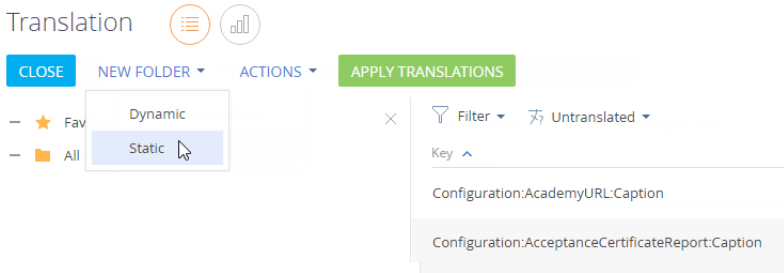 Translation
CLOSE NEW FOLDER ACTIONS APPLY TRANSLATIONS
Dynamic
Static
Fav
All
Filter Untranslated
Key
Configuration:AcademyURL:Caption
Configuration:AcceptanceCertificateReport:Caption